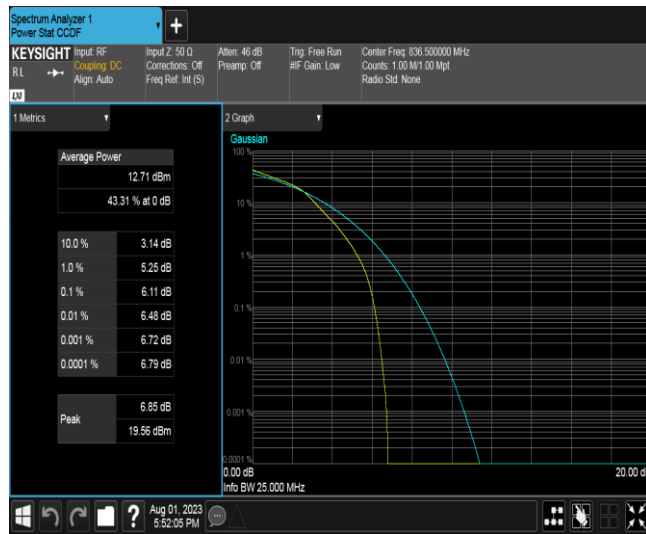 Spectrum Analyzer 1
Power Stat CCDF
+
KEYSIGHT
RL
LXI
Input: RF
Coupling: DC
Align: Auto
Input Z: 50 Ω
Corrections: Off
Freq Ref: Int (S)
Atten: 46 dB
Preamp: Off
Trig: Free Run
#IF Gain: Low
Center Freq: 836.500000 MHz
Counts: 1.00 M/1.00 Mpt
Radio Std: None
1 Metrics
Average Power
12.71 dBm
43.31 % at 0 dB
10.0 % 3.14 dB
1.0 % 5.25 dB
0.1 % 6.11 dB
0.01 % 6.48 dB
0.001 % 6.72 dB
0.0001 % 6.79 dB
Peak
6.85 dB
19.56 dBm
2 Graph
Gaussian
100 %
10 %
1 %
0.1 %
0.01 %
0.001 %
0.0001 %
0.00 dB
20.00 d
Info BW 25.000 MHz
?
Aug 01, 2023
5:52:05 PM